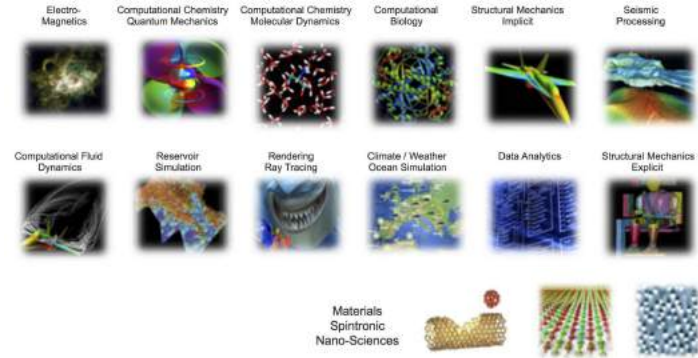 Electro-
Magnetics
Computational Chemistry
Quantum Mechanics
Computational Chemistry
Molecular Dynamics
Computational
Biology
Structural Mechanics
Implicit
Seismic
Processing
Computational Fluid
Dynamics
Reservoir
Simulation
Rendering
Ray Tracing
Climate / Weather
Ocean Simulation
Data Analytics
Structural Mechanics
Explicit
Materials
Spintronic
Nano-Sciences